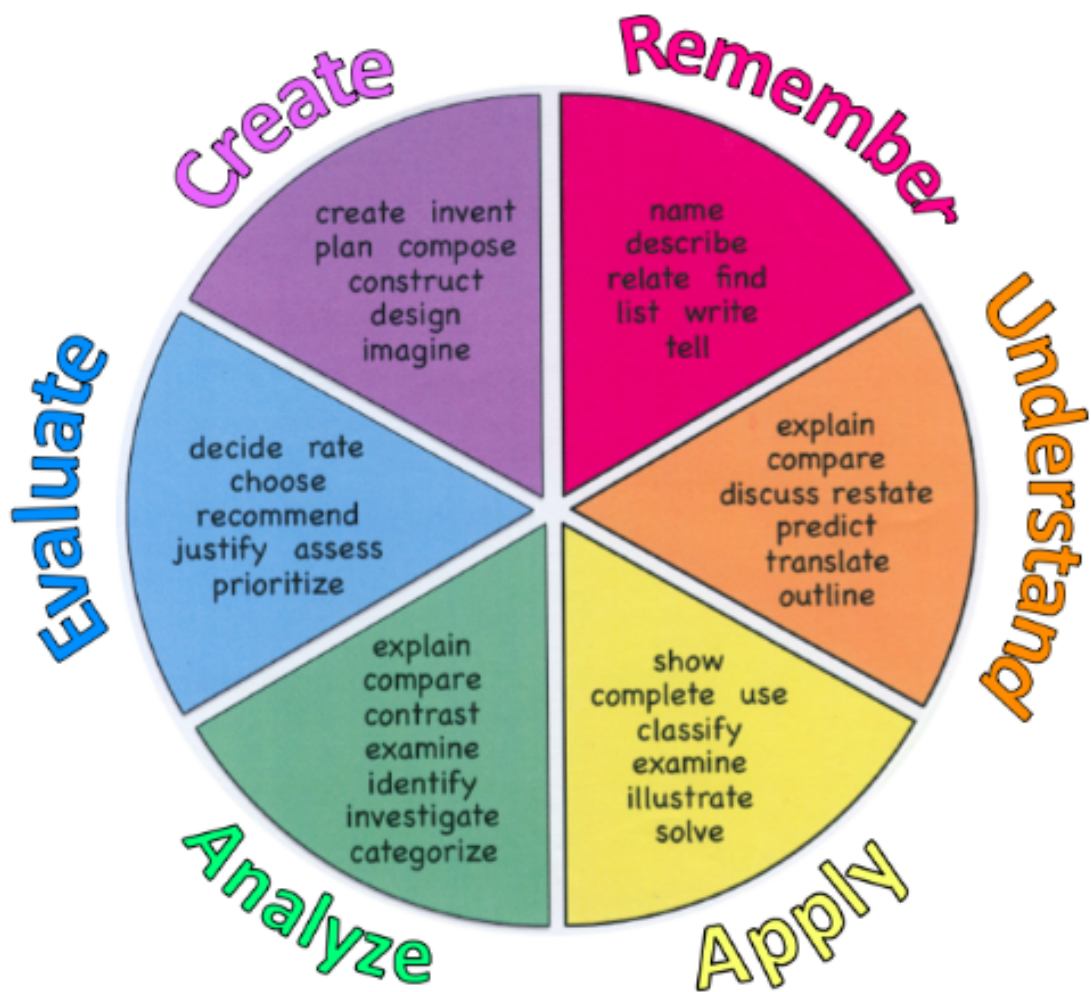 Remember
name
describe
relate find
list write
tell
Understand
explain
compare
discuss restate
predict
translate
outline
Apply
show
complete use
classify
examine
illustrate
solve
Analyze
explain
compare
contrast
examine
identify
investigate
categorize
Evaluate
decide rate
choose
recommend
justify assess
prioritize
Create
create invent
plan compose
construct
design
imagine